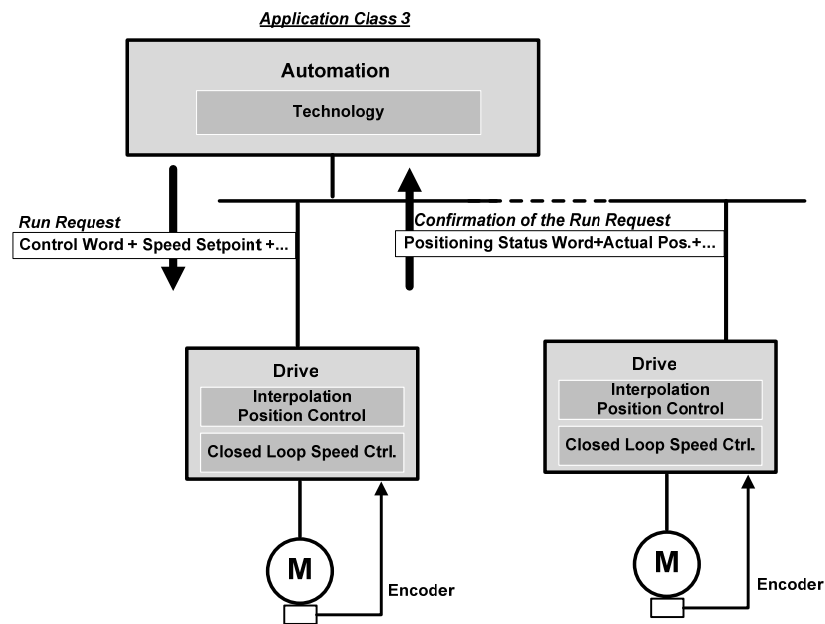 Application Class 3
Automation
Technology
Run Request
Control Word + Speed Setpoint +...
Confirmation of the Run Request
Positioning Status Word+Actual Pos.+...
Drive
Interpolation
Position Control
Closed Loop Speed Ctrl.
M
Encoder
Drive
Interpolation
Position Control
Closed Loop Speed Ctrl.
M
Encoder